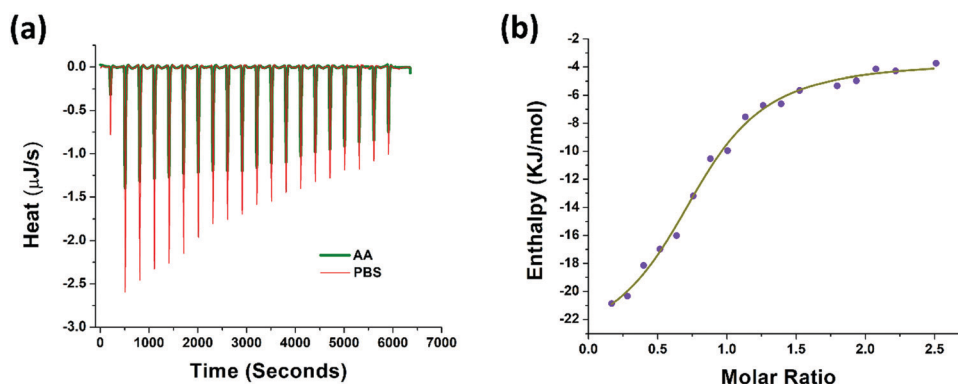 (a)
0.0
-0.5
-1.0
-1.5
-2.0
-2.5
-3.0
Heat (μJ/s)
AA
PBS
0 1000 2000 3000 4000 5000 6000 7000
Time (Seconds)
(b)
-4
-6
-8
-10
-12
-14
-16
-18
-20
-22
Enthalpy (KJ/mol)
0.0 0.5 1.0 1.5 2.0 2.5
Molar Ratio